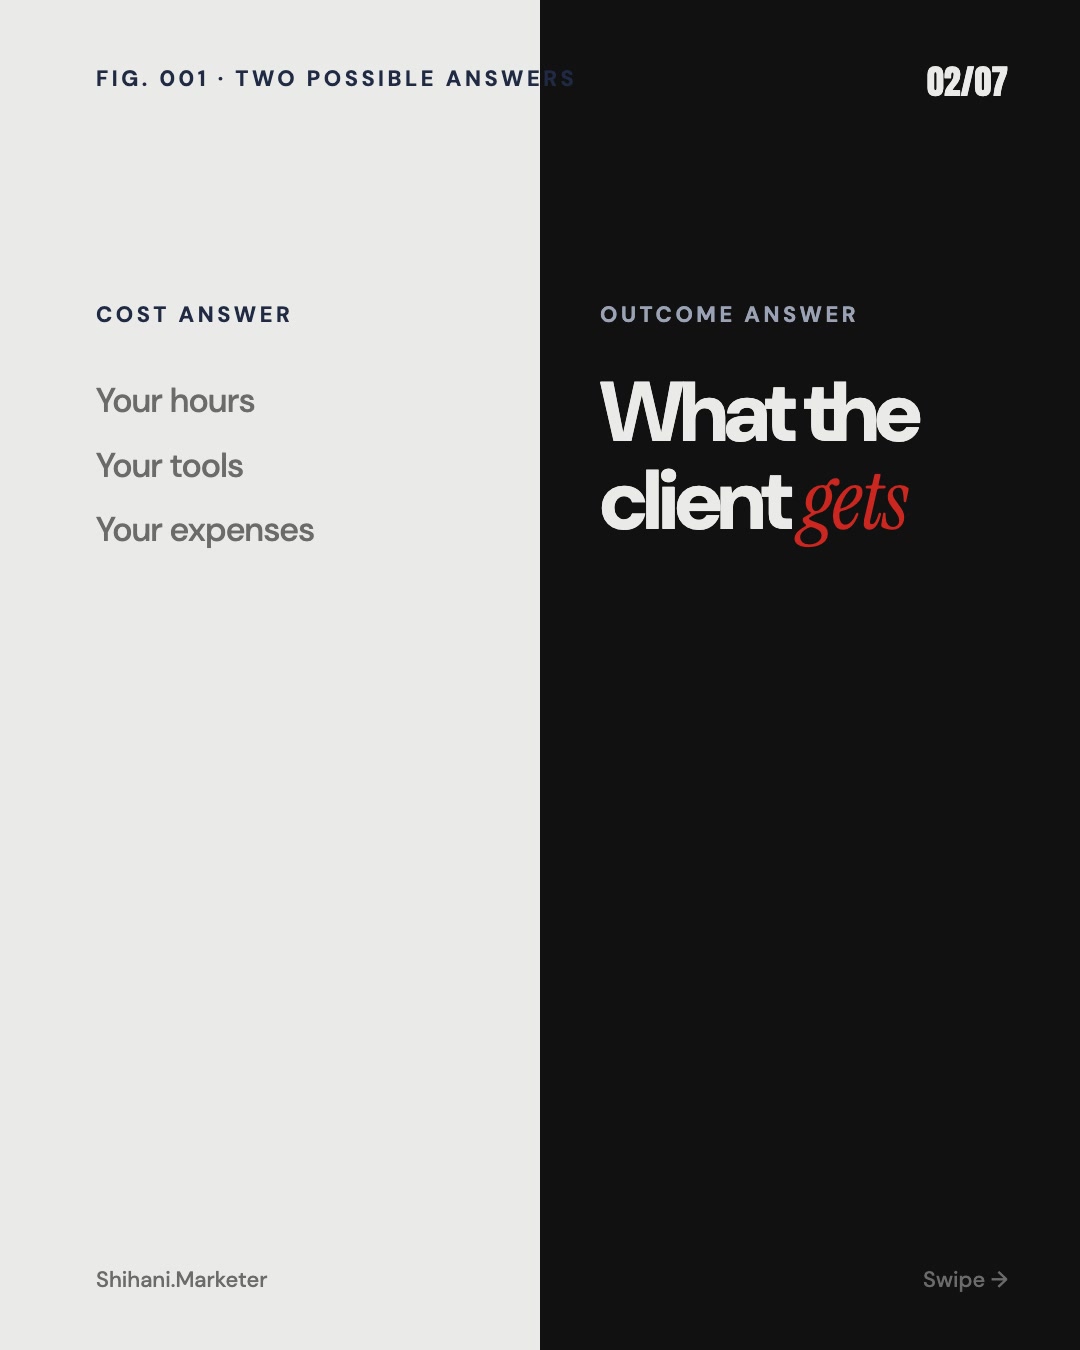 FIG. 001 · TWO POSSIBLE ANSWERS
02/07
COST ANSWER
Your hours
Your tools
Your expenses
OUTCOME ANSWER
What the
client gets
Shihani.Marketer
Swipe →